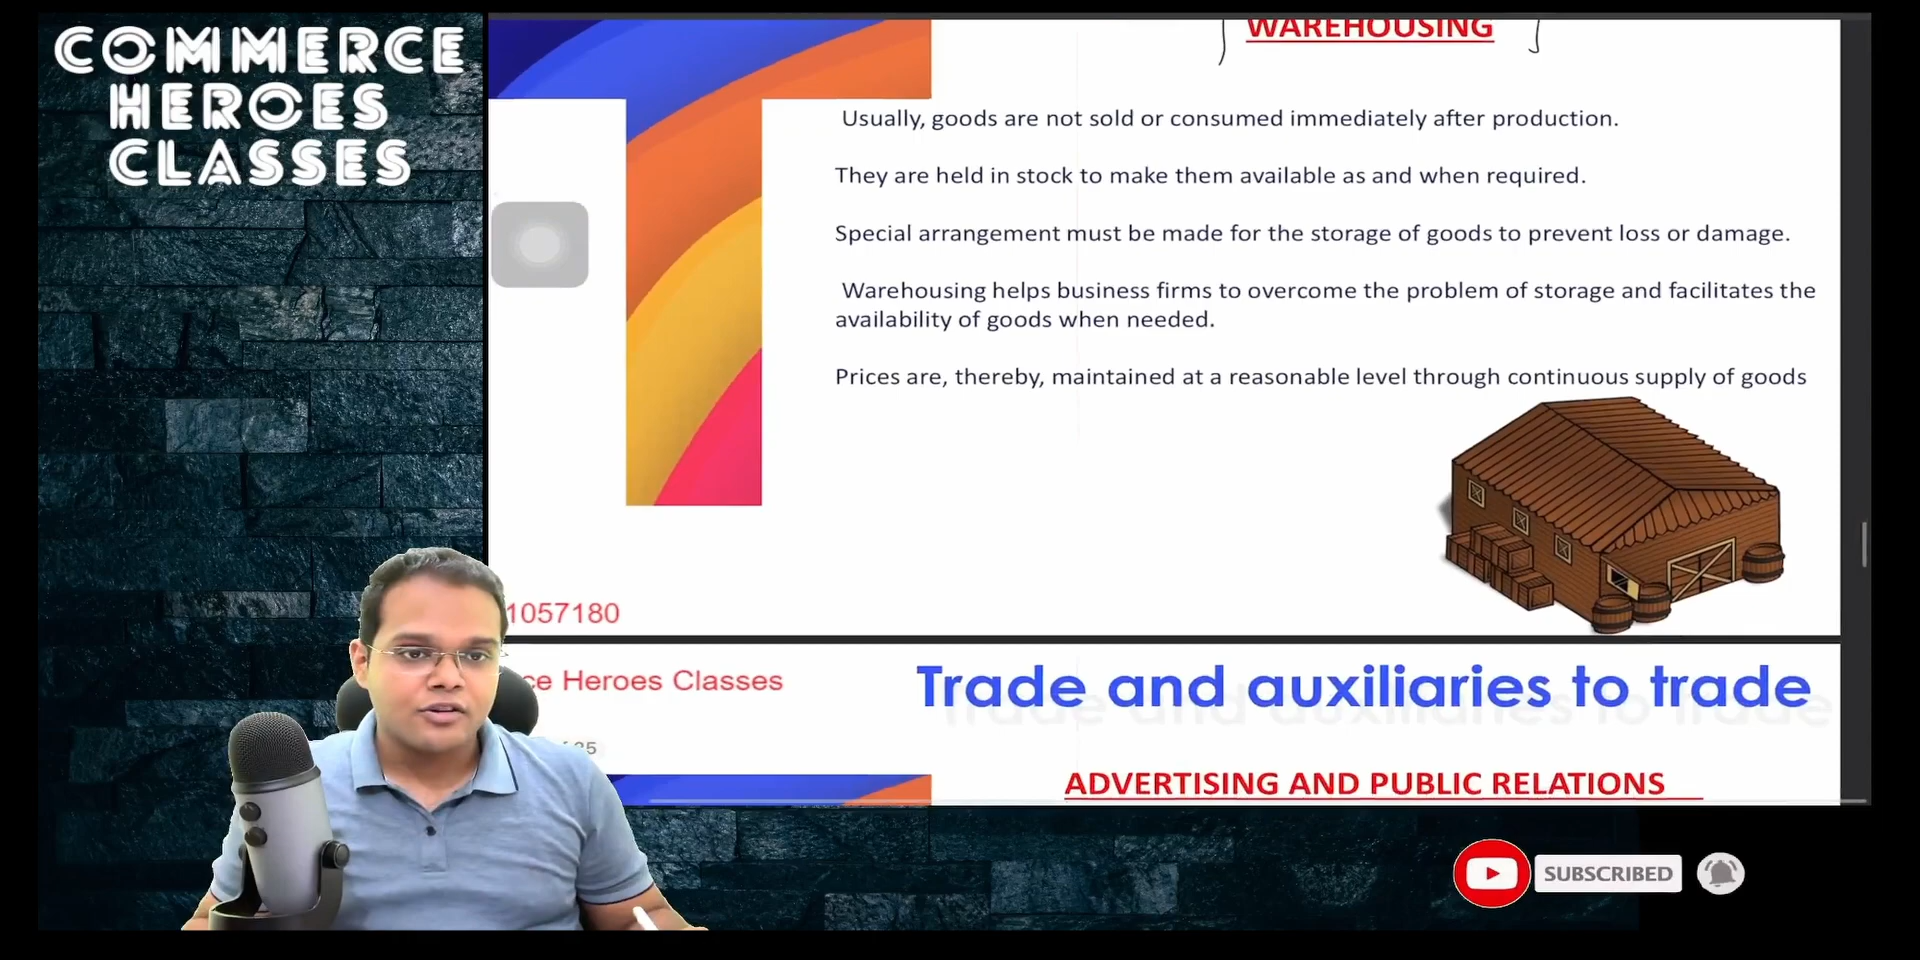 COMMERCE
HEROES
CLASSES
WAREHOUSING
Usually, goods are not sold or consumed immediately after production.
They are held in stock to make them available as and when required.
Special arrangement must be made for the storage of goods to prevent loss or damage.
Warehousing helps business firms to overcome the problem of storage and facilitates the
availability of goods when needed.
Prices are, thereby, maintained at a reasonable level through continuous supply of goods
1057180
ce Heroes Classes
Trade and auxiliaries to trade
ADVERTISING AND PUBLIC RELATIONS
SUBSCRIBED